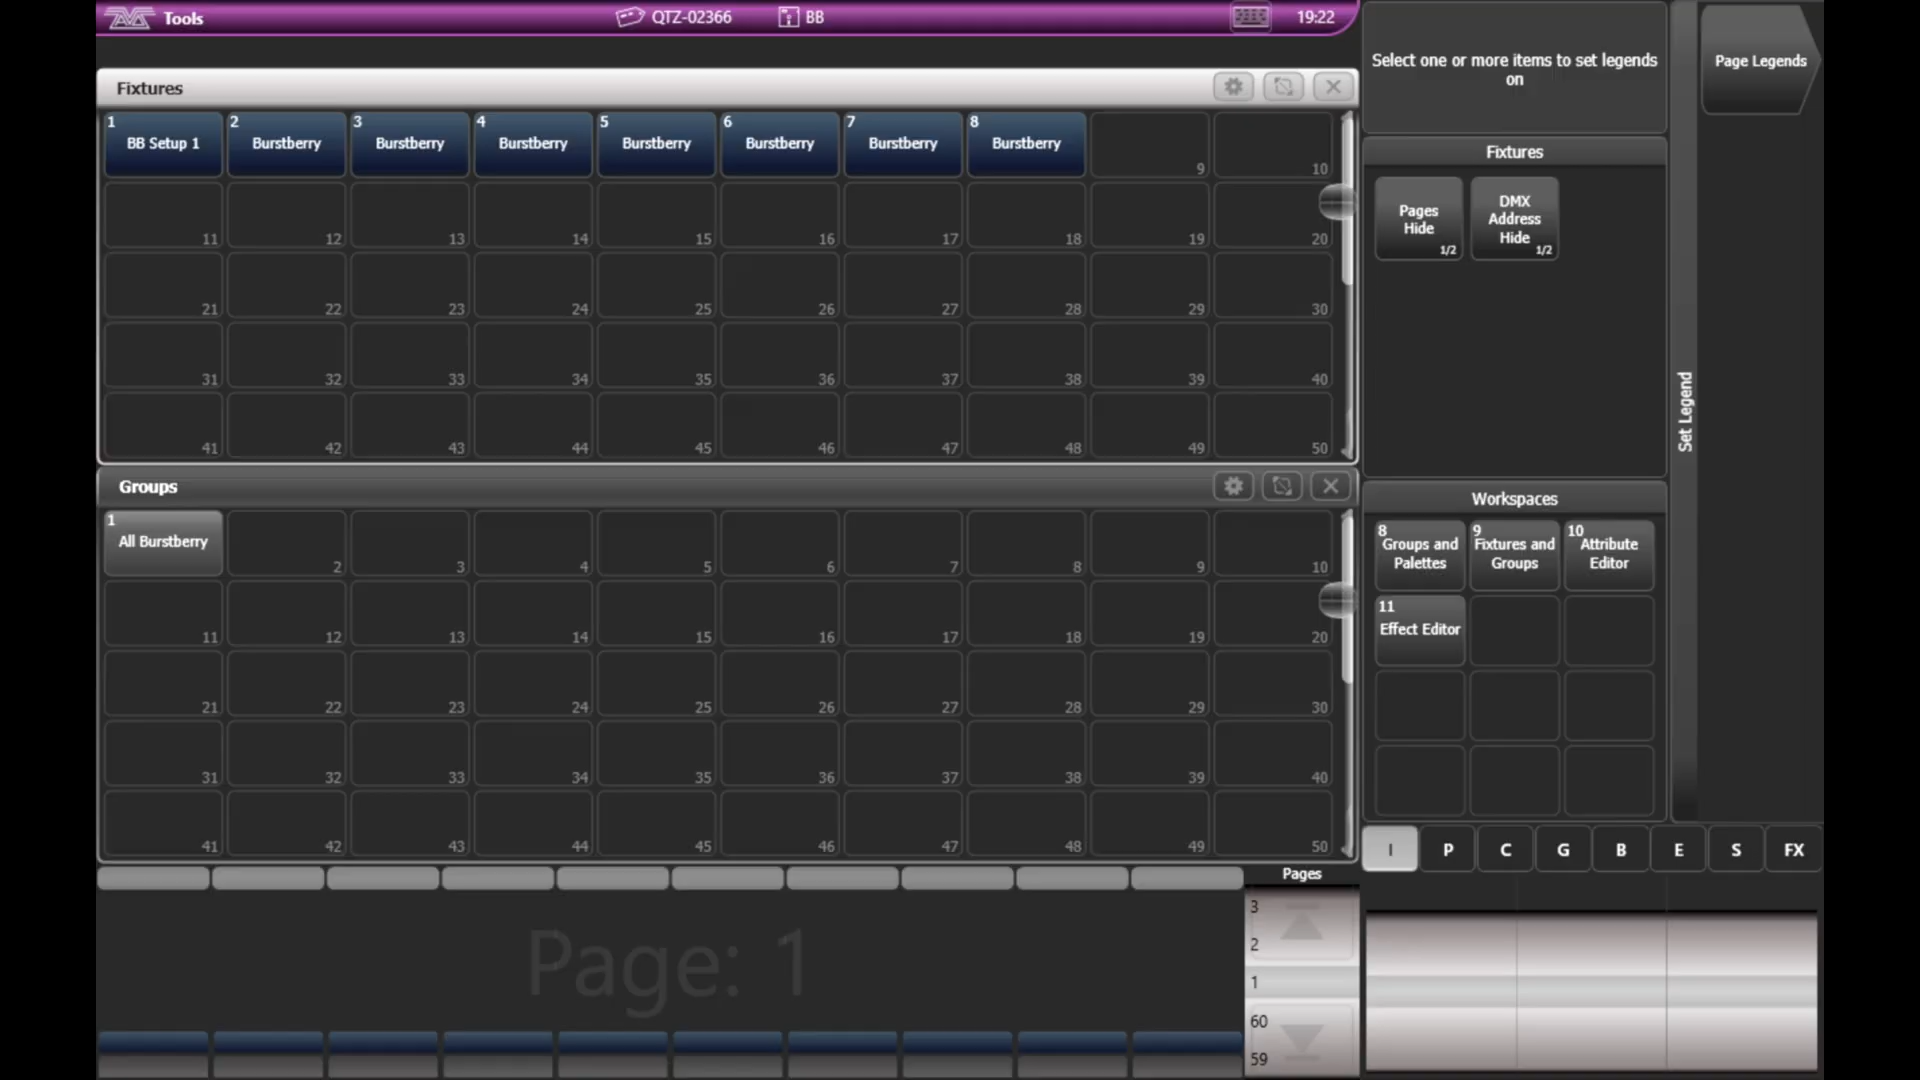 Tools
QTZ-02366
BB
19:22
Select one or more items to set legends
on
Page Legends
Fixtures
1
BB Setup 1
2
Burstberry
3
Burstberry
4
Burstberry
5
Burstberry
6
Burstberry
7
Burstberry
8
Burstberry
9
10
11
12
13
14
15
16
17
18
19
20
21
22
23
24
25
26
27
28
29
30
31
32
33
34
35
36
37
38
39
40
41
42
43
44
45
46
47
48
49
50
Groups
1
All Burstberry
2
3
4
5
6
7
8
9
10
11
12
13
14
15
16
17
18
19
20
21
22
23
24
25
26
27
28
29
30
31
32
33
34
35
36
37
38
39
40
41
42
43
44
45
46
47
48
49
50
Page: 1
Pages
3
2
1
60
59
Fixtures
Pages
Hide
1/2
DMX
Address
Hide
1/2
Set Legend
Workspaces
8
Groups and
Palettes
9
Fixtures and
Groups
10
Attribute
Editor
11
Effect Editor
I
P
C
G
B
E
S
FX